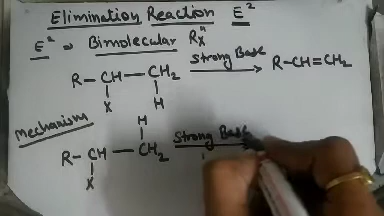 Elimination Reaction E²
E² ⇒ Bimolecular Rxⁿ
R–CH–CH₂ Strong Base R–CH=CH₂
X H
Mechanism
H
R–CH–CH₂ Strong Base
X